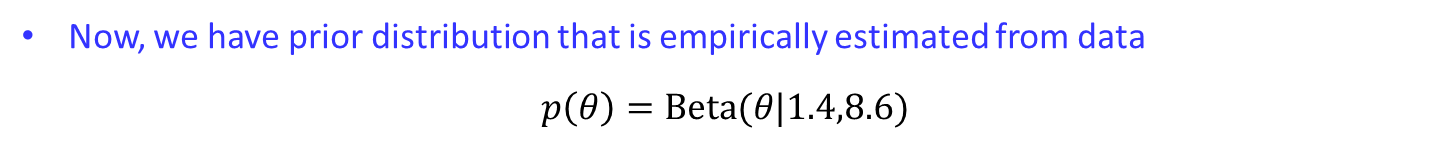 • Now, we have prior distribution that is empirically estimated from data
p(θ) = Beta(θ|1.4,8.6)